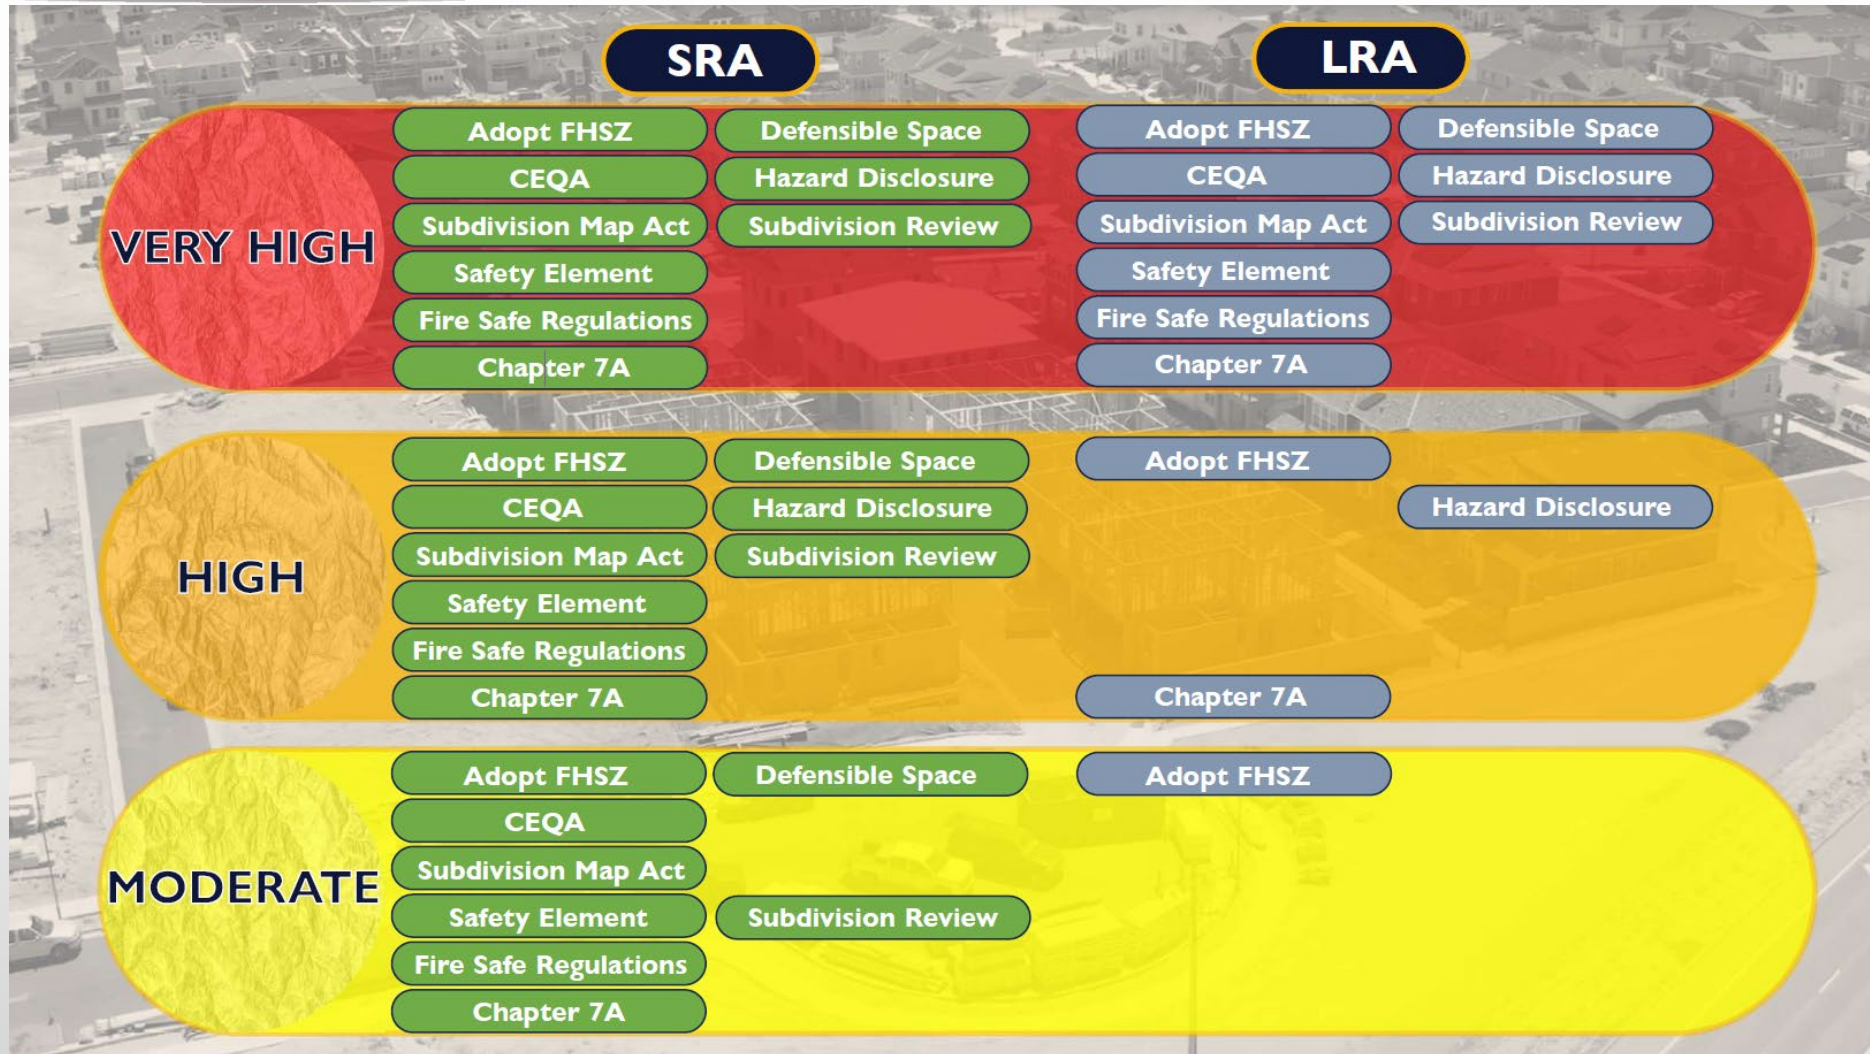 SRA
LRA
VERY HIGH
Adopt FHSZ
Defensible Space
CEQA
Hazard Disclosure
Subdivision Map Act
Subdivision Review
Safety Element
Fire Safe Regulations
Chapter 7A
Adopt FHSZ
Defensible Space
CEQA
Hazard Disclosure
Subdivision Map Act
Subdivision Review
Safety Element
Fire Safe Regulations
Chapter 7A
HIGH
Adopt FHSZ
Defensible Space
CEQA
Hazard Disclosure
Subdivision Map Act
Subdivision Review
Safety Element
Fire Safe Regulations
Chapter 7A
Adopt FHSZ
Hazard Disclosure
Chapter 7A
MODERATE
Adopt FHSZ
Defensible Space
CEQA
Subdivision Map Act
Safety Element
Subdivision Review
Fire Safe Regulations
Chapter 7A
Adopt FHSZ